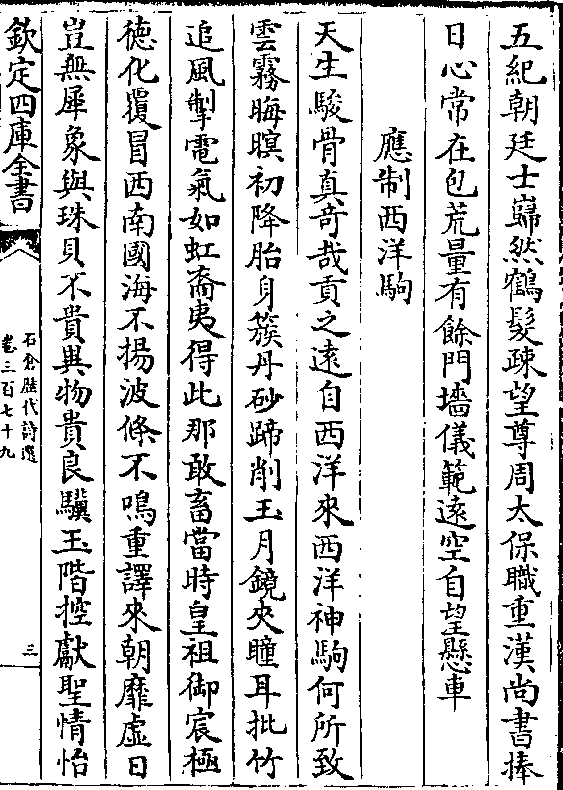 五紀朝廷士巋然鶴髮疎望尊周太保職重漢尚書捧
日心常在包荒量有餘門墻儀範遠空自望懸車
應制西洋駒
天生駿骨真竒哉貢之遠自西洋來西洋神駒何所致
雲霧晦暝初降胎身簇丹砂蹄削玉月鏡夾瞳耳批竹
追風掣電氣如虹裔夷得此那敢畜當時皇祖御宸極
徳化覆冒西南國海不揚波條不鳴重譯來朝靡虚日
豈無犀象與珠貝不貴異物貴良驥玉階控獻聖情怡
欽定四庫全書
石倉歷代詩選
卷三百七十九
三